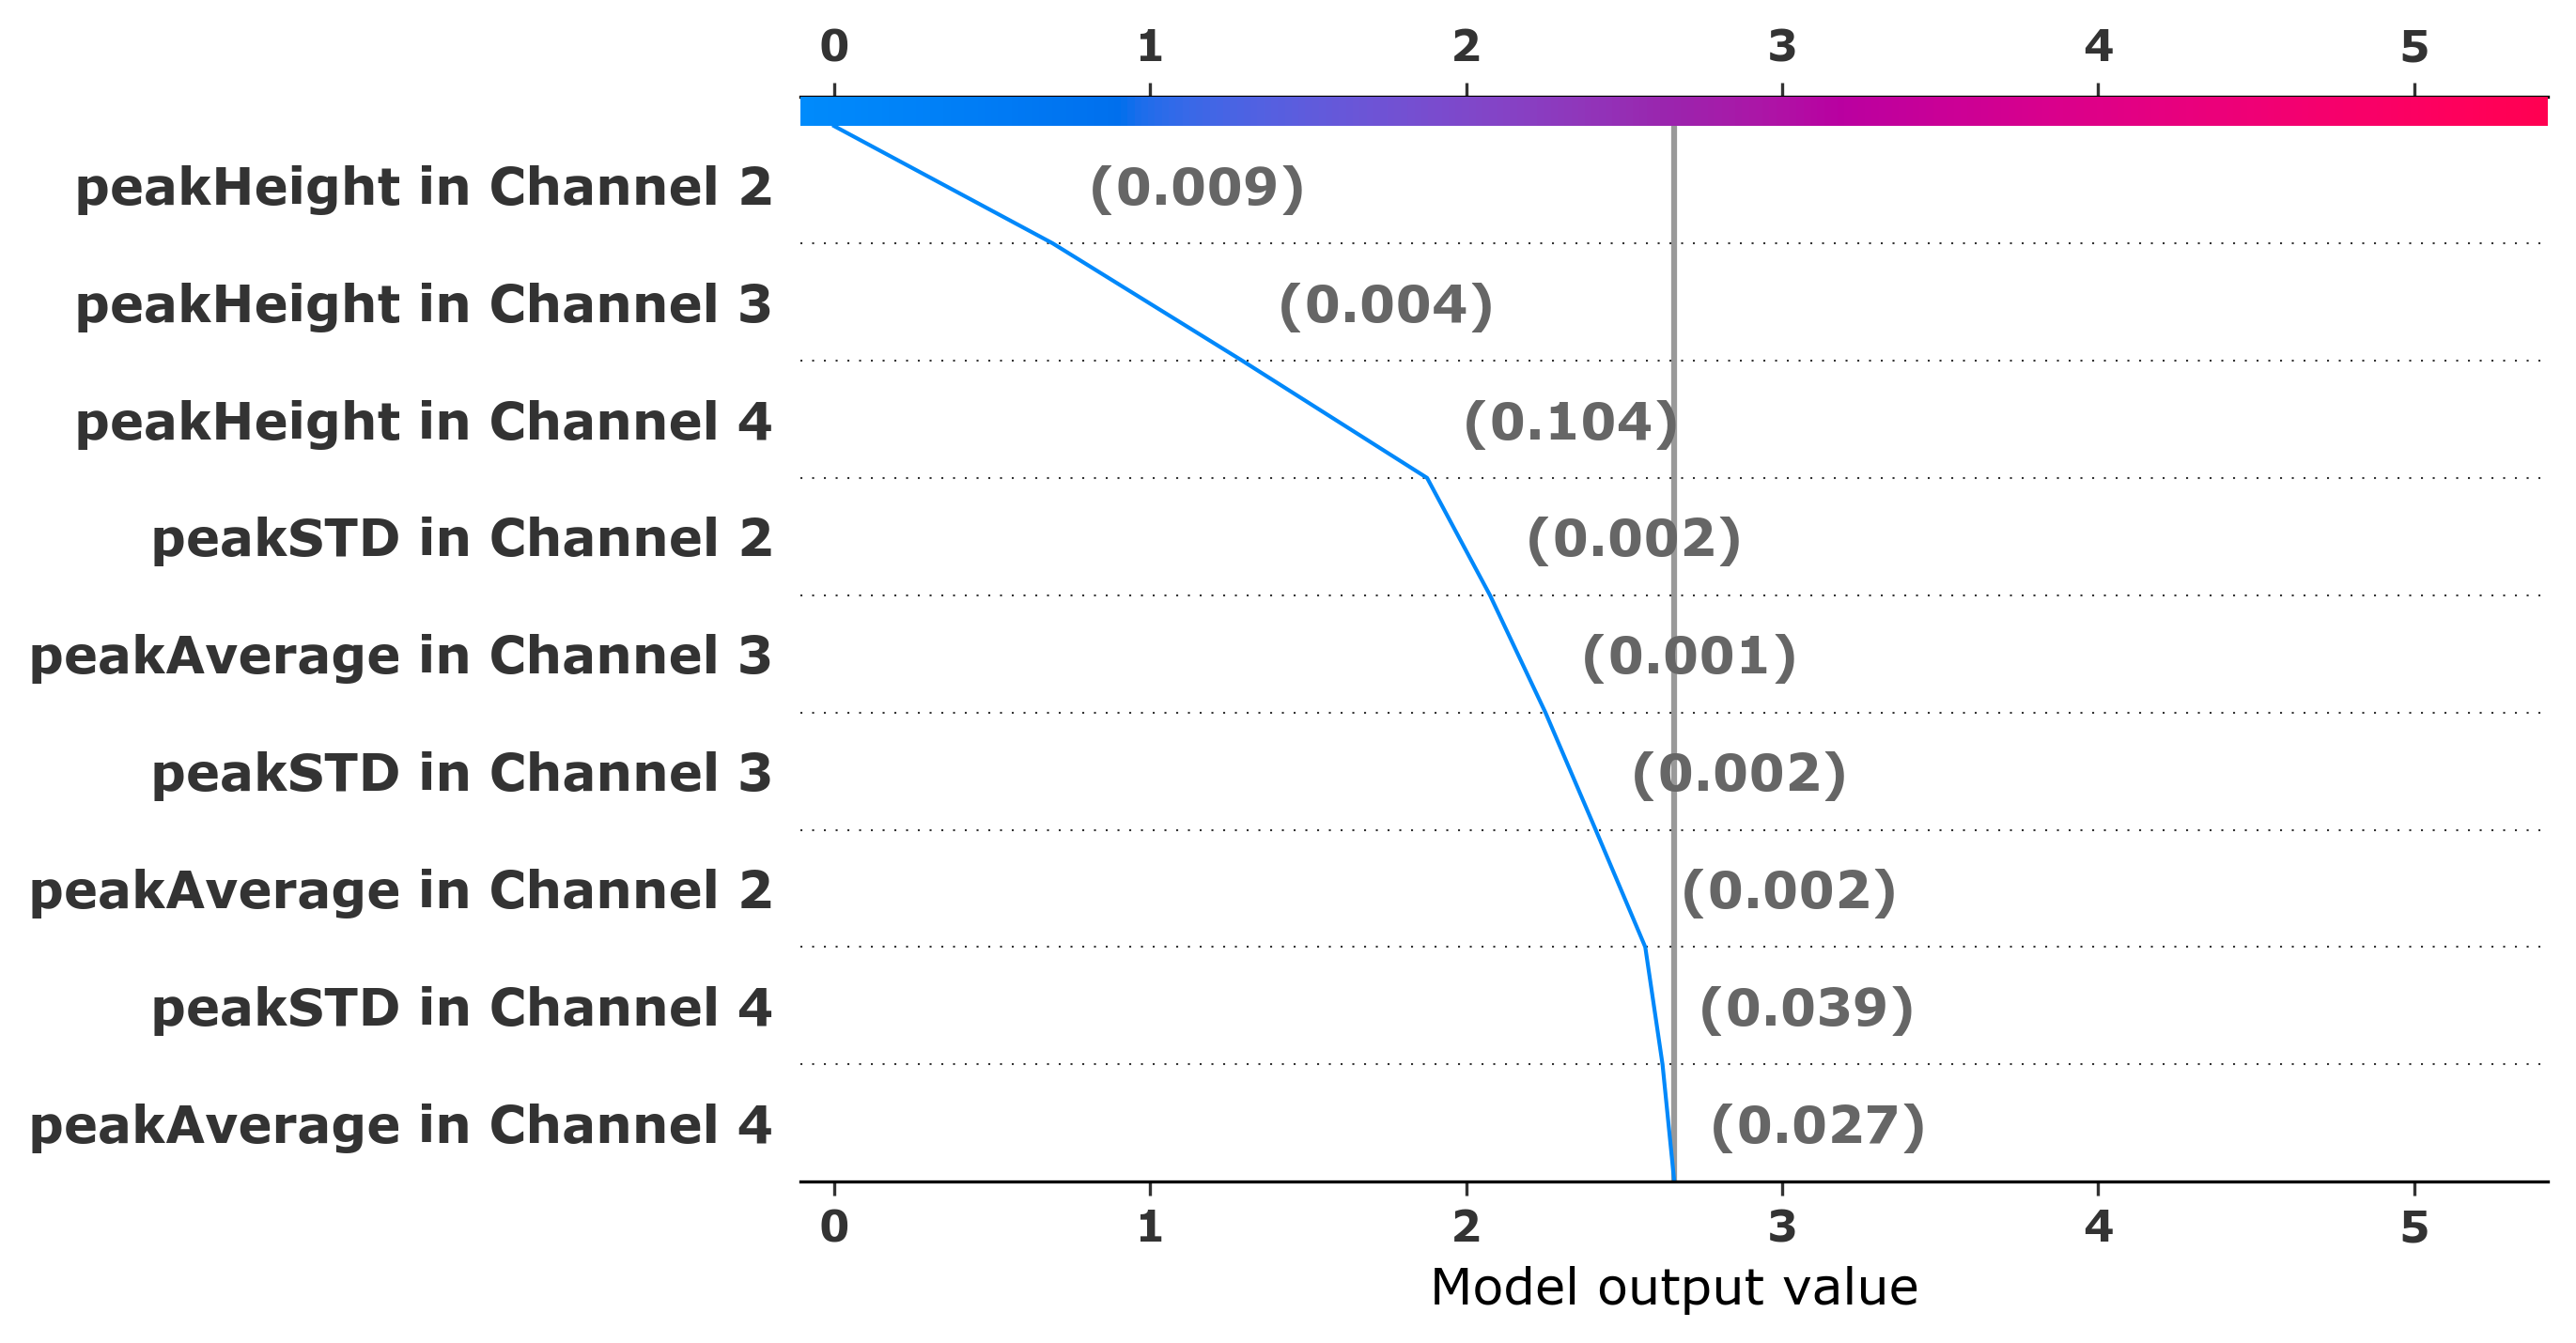 0 1 2 3 4 5
peakHeight in Channel 2 (0.009)
peakHeight in Channel 3 (0.004)
peakHeight in Channel 4 (0.104)
peakSTD in Channel 2 (0.002)
peakAverage in Channel 3 (0.001)
peakSTD in Channel 3 (0.002)
peakAverage in Channel 2 (0.002)
peakSTD in Channel 4 (0.039)
peakAverage in Channel 4 (0.027)
0 1 2 3 4 5
Model output value